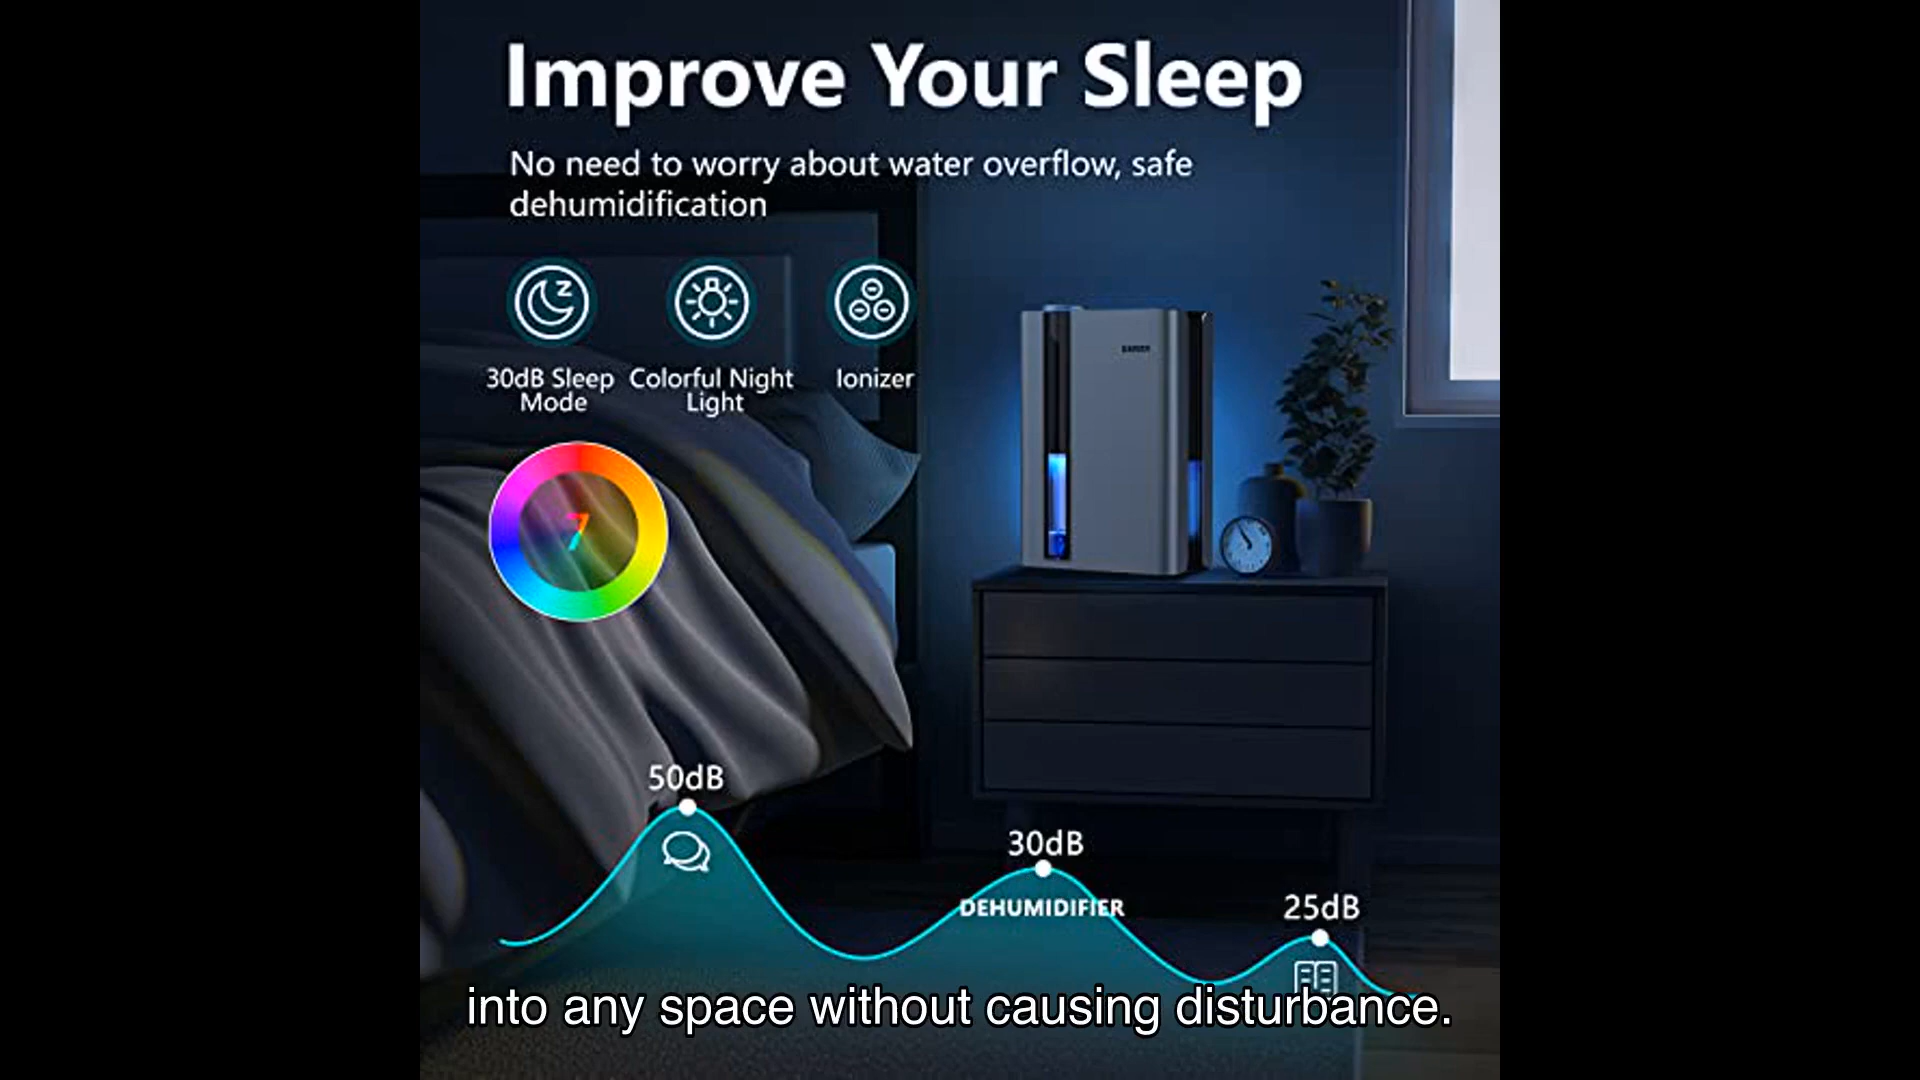 Improve Your Sleep
No need to worry about water overflow, safe
dehumidification
30dB Sleep
Mode
Colorful Night
Light
Ionizer
7
50dB
30dB
DEHUMIDIFIER
25dB
into any space without causing disturbance.